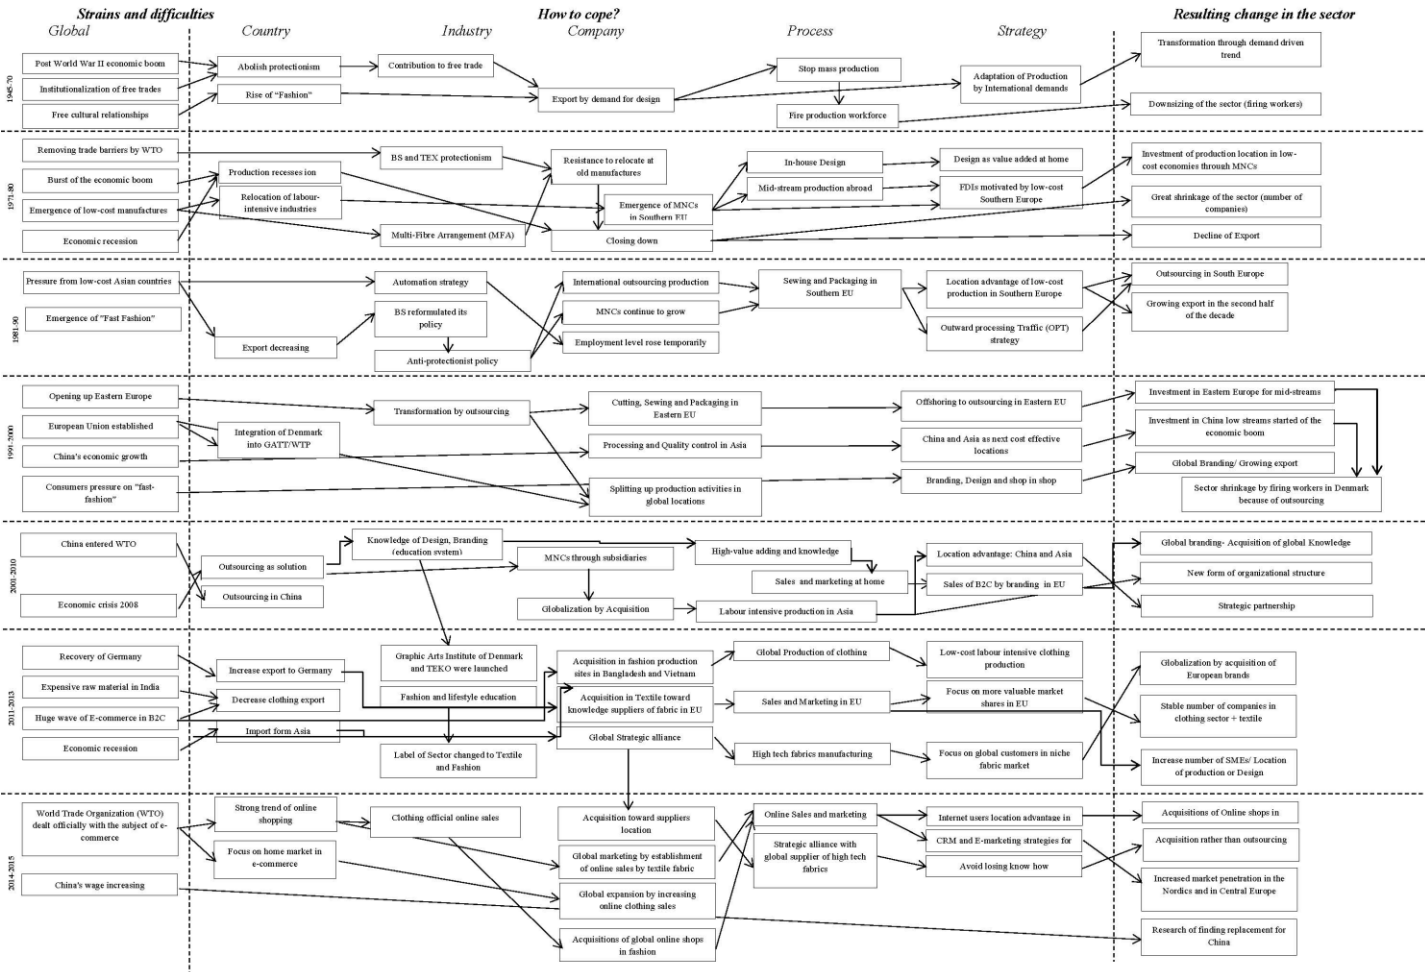 Strains and difficulties
How to cope?
Resulting change in the sector
Global
Country
Industry
Company
Process
Strategy
1945-70
Post World War II economic boom
Institutionalization of free trades
Free cultural relationships
Abolish protectionism
Rise of "Fashion"
Contribution to free trade
Export by demand for design
Stop mass production
Fire production workforce
Adaptation of Production
by International demands
Transformation through demand driven
trend
Downsizing of the sector (firing workers)
1971-80
Removing trade barriers by WTO
Burst of the economic boom
Emergence of low-cost manufactures
Economic recession
Production recesses ion
Relocation of labour-
intensive industries
BS and TEX protectionism
Multi-Fibre Arrangement (MFA)
Resistance to relocate at
old manufactures
Emergence of MNCs
in Southern EU
Closing down
In-house Design
Mid-stream production abroad
Design as value added at home
FDIs motivated by low-cost
Southern Europe
Investment of production location in low-
cost economies through MNCs
Great shrinkage of the sector (number of
companies)
Decline of Export
1981-90
Pressure from low-cost Asian countries
Emergence of "Fast Fashion"
Export decreasing
Automation strategy
BS reformulated its
policy
Anti-protectionist policy
International outsourcing production
MNCs continue to grow
Employment level rose temporarily
Sewing and Packaging in
Southern EU
Location advantage of low-cost
production in Southern Europe
Outward processing Traffic (OPT)
strategy
Outsourcing in South Europe
Growing export in the second half
of the decade
1991-2000
Opening up Eastern Europe
European Union established
China's economic growth
Consumers pressure on "fast-
fashion"
Integration of Denmark
into GATT/WTP
Transformation by outsourcing
Cutting, Sewing and Packaging in
Eastern EU
Processing and Quality control in Asia
Splitting up production activities in
global locations
Offshoring to outsourcing in Eastern EU
China and Asia as next cost effective
locations
Branding, Design and shop in shop
Investment in Eastern Europe for mid-streams
Investment in China low streams started of the
economic boom
Global Branding/ Growing export
Sector shrinkage by firing workers in Denmark
because of outsourcing
2001-2010
China entered WTO
Economic crisis 2008
Outsourcing as solution
Outsourcing in China
Knowledge of Design, Branding
(education system)
MNCs through subsidiaries
Globalization by Acquisition
High-value adding and knowledge
Sales and marketing at home
Labour intensive production in Asia
Location advantage: China and Asia
Sales of B2C by branding in EU
Global branding- Acquisition of global Knowledge
New form of organizational structure
Strategic partnership
2011-2013
Recovery of Germany
Expensive raw material in India
Huge wave of E-commerce in B2C
Economic recession
Increase export to Germany
Decrease clothing export
Import form Asia
Graphic Arts Institute of Denmark
and TEKO were launched
Fashion and lifestyle education
Label of Sector changed to Textile
and Fashion
Acquisition in fashion production
sites in Bangladesh and Vietnam
Acquisition in Textile toward
knowledge suppliers of fabric in EU
Global Strategic alliance
Global Production of clothing
Sales and Marketing in EU
High tech fabrics manufacturing
Low-cost labour intensive clothing
production
Focus on more valuable market
shares in EU
Focus on global customers in niche
fabric market
Globalization by acquisition of
European brands
Stable number of companies in
clothing sector + textile
Increase number of SMEs/ Location
of production or Design
2014-2015
World Trade Organization (WTO)
dealt officially with the subject of e-
commerce
China's wage increasing
Strong trend of online
shopping
Focus on home market in
e-commerce
Clothing official online sales
Acquisition toward suppliers
location
Global marketing by establishment
of online sales by textile fabric
Global expansion by increasing
online clothing sales
Acquisitions of global online shops
in fashion
Online Sales and marketing
Strategic alliance with
global supplier of high tech
fabrics
Internet users location advantage in
CRM and E-marketing strategies for
Avoid losing know how
Acquisitions of Online shops in
Acquisition rather than outsourcing
Increased market penetration in the
Nordics and in Central Europe
Research of finding replacement for
China